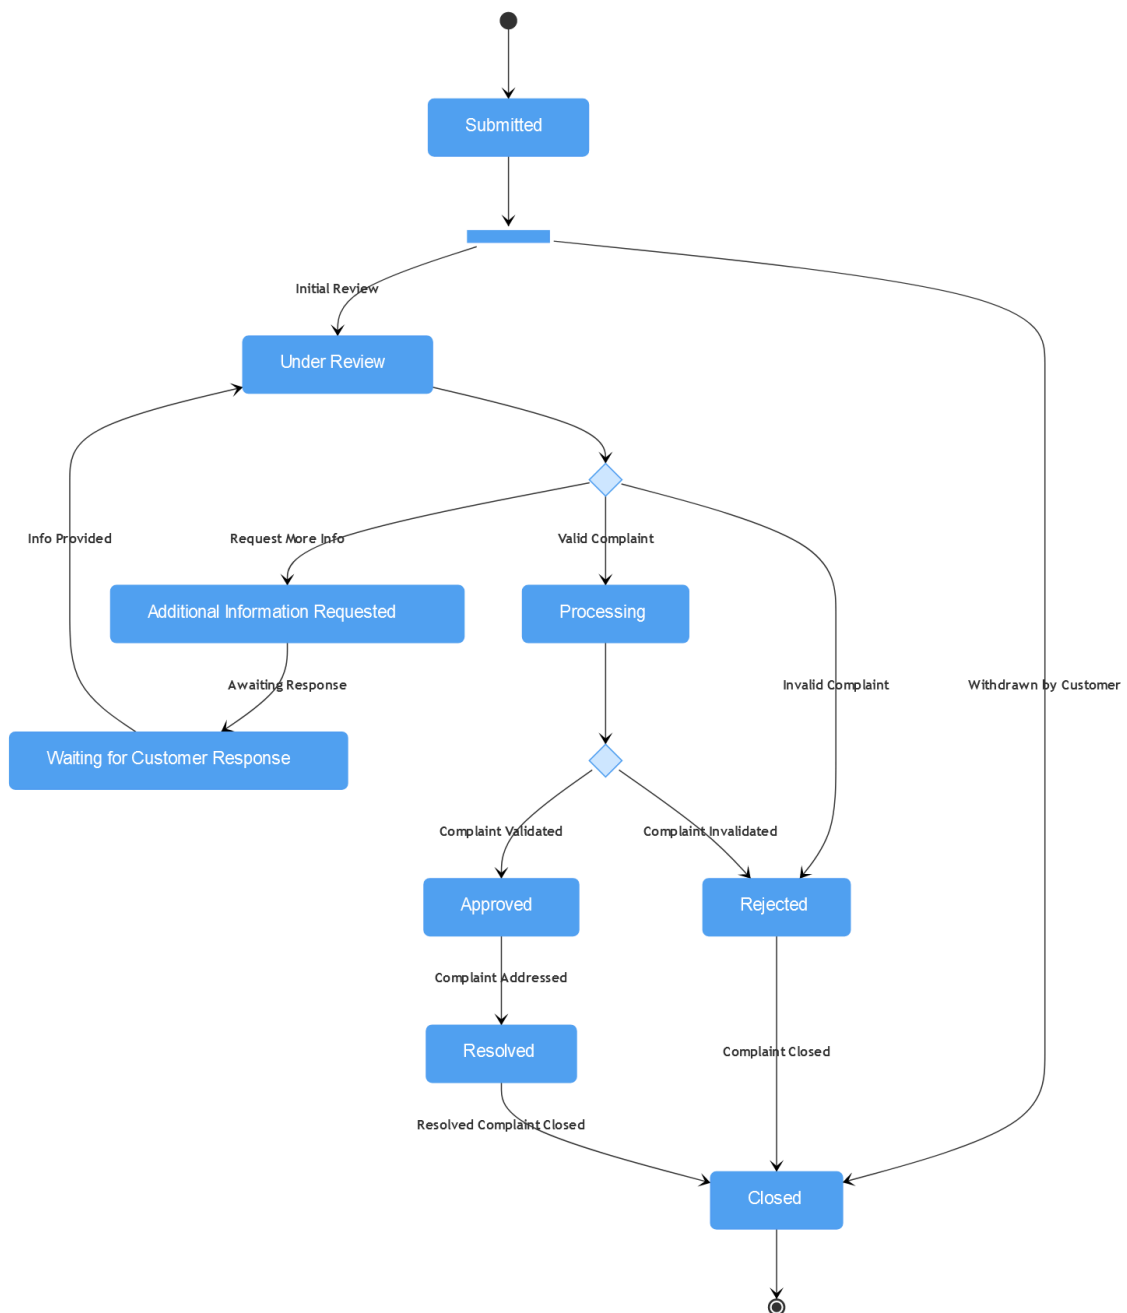 Submitted
Initial Review
Under Review
Info Provided
Request More Info
Valid Complaint
Additional Information Requested
Processing
Awaiting Response
Invalid Complaint
Withdrawn by Customer
Waiting for Customer Response
Complaint Validated
Complaint Invalidated
Approved
Rejected
Complaint Addressed
Resolved
Complaint Closed
Resolved Complaint Closed
Closed